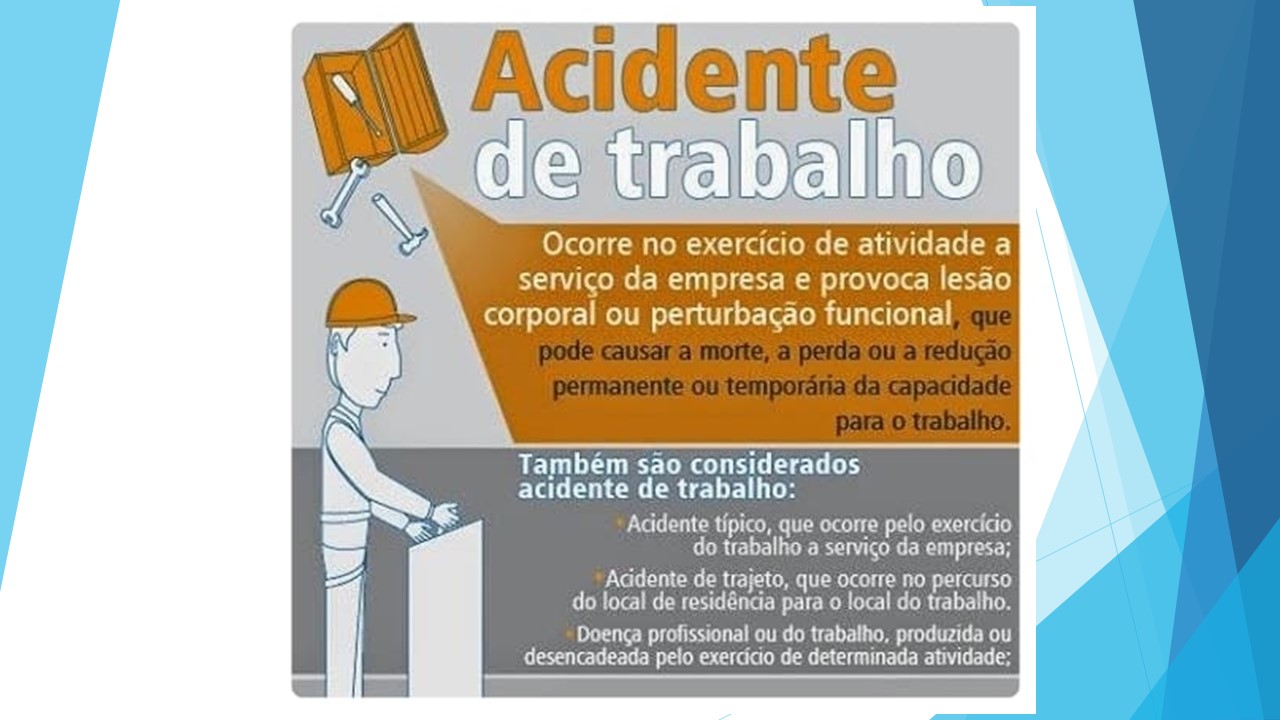 Acidente
de trabalho
Ocorre no exercício de atividade a
serviço da empresa e provoca lesão
corporal ou perturbação funcional, que
pode causar a morte, a perda ou a redução
permanente ou temporária da capacidade
para o trabalho.
Também são considerados
acidente de trabalho:
• Acidente típico, que ocorre pelo exercício
do trabalho a serviço da empresa;
• Acidente de trajeto, que ocorre no percurso
do local de residência para o local do trabalho.
• Doença profissional ou do trabalho, produzida ou
desencadeada pelo exercício de determinada atividade;